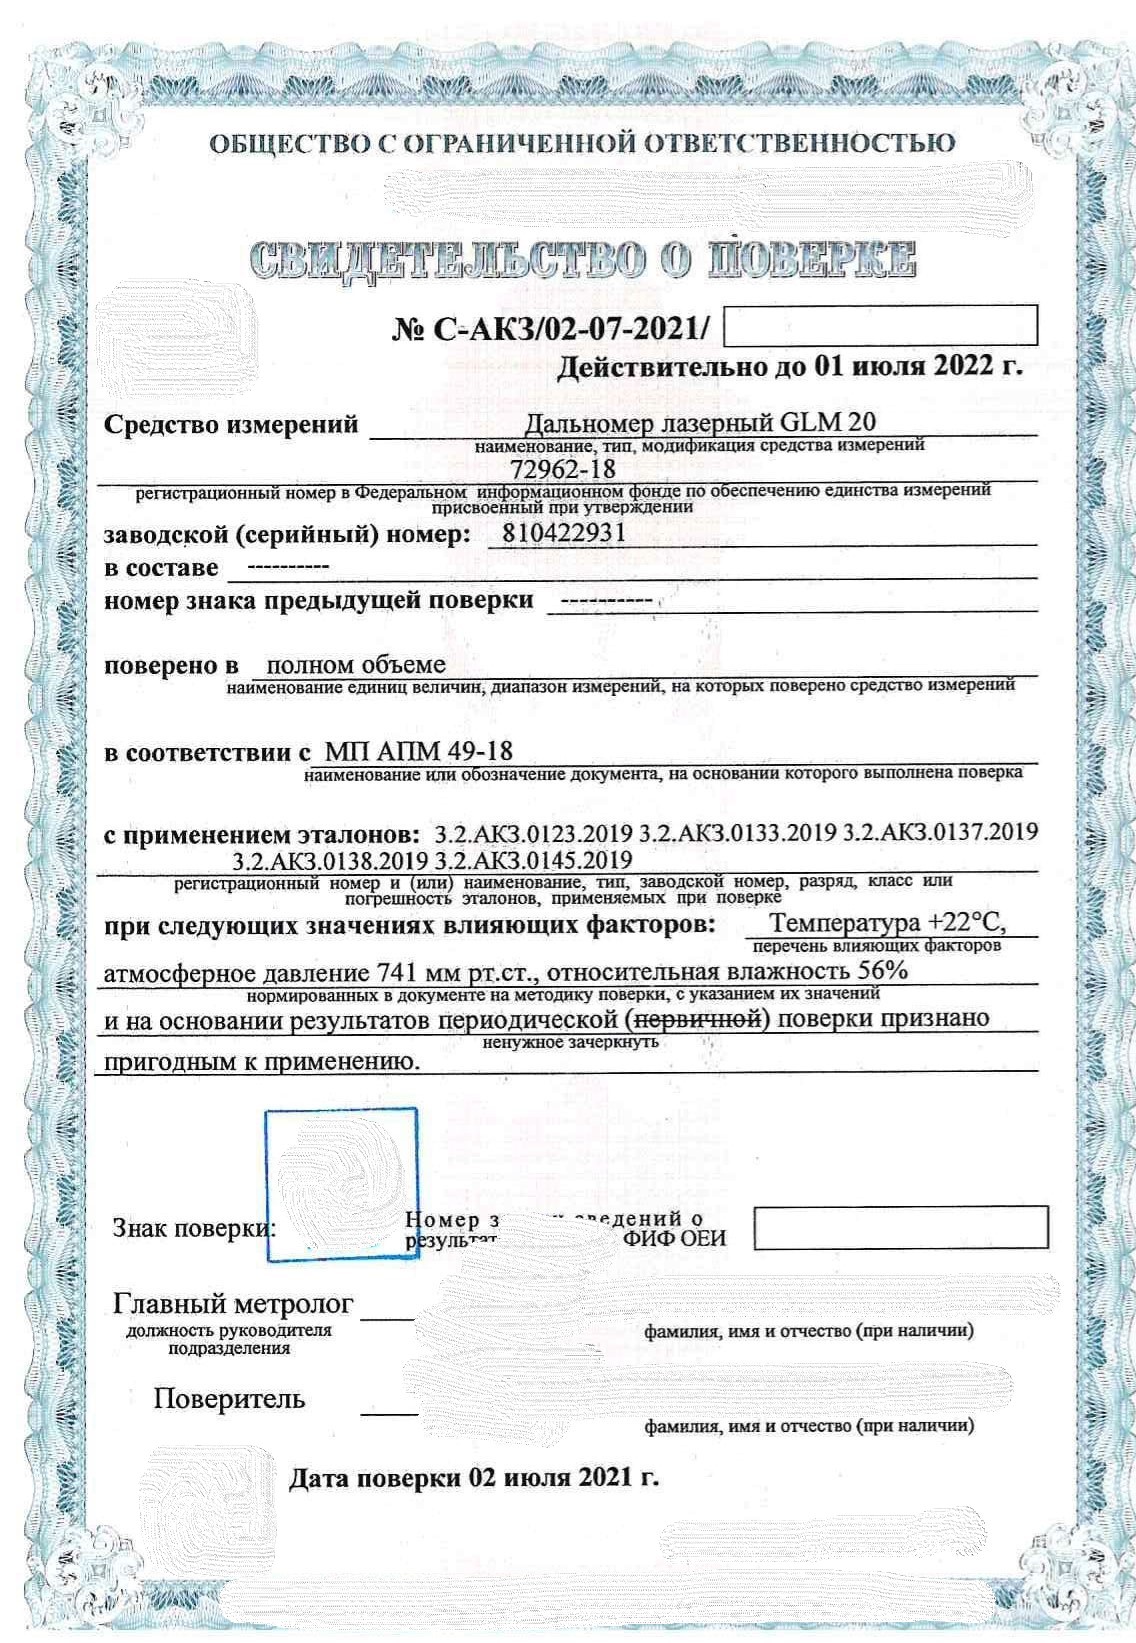 ОБЩЕСТВО С ОГРАНИЧЕННОЙ ОТВЕТСТВЕННОСТЬЮ
СВИДЕТЕЛЬСТВО О ПОВЕРКЕ
№ С-АКЗ/02-07-2021/
Действительно до 01 июля 2022 г.
Средство измерений Дальномер лазерный GLM 20
наименование, тип, модификация средства измерений
72962-18
регистрационный номер в Федеральном информационном фонде по обеспечению единства измерений
присвоенный при утверждении
заводской (серийный) номер: 810422931
в составе ----------
номер знака предыдущей поверки -----------
поверено в полном объеме
наименование единиц величин, диапазон измерений, на которых поверено средство измерений
в соответствии с МП АПМ 49-18
наименование или обозначение документа, на основании которого выполнена поверка
с применением эталонов: 3.2.АКЗ.0123.2019 3.2.АКЗ.0133.2019 3.2.АКЗ.0137.2019
3.2.АКЗ.0138.2019 3.2.АКЗ.0145.2019
регистрационный номер и (или) наименование, тип, заводской номер, разряд, класс или
погрешность эталонов, применяемых при поверке
при следующих значениях влияющих факторов: Температура +22°С,
перечень влияющих факторов
атмосферное давление 741 мм рт.ст., относительная влажность 56%
нормированных в документе на методику поверки, с указанием их значений
и на основании результатов периодической (первичной) поверки признано
ненужное зачеркнуть
пригодным к применению.
Знак поверки:
Номер
о
ФИФ ОЕИ
Главный метролог
должность руководителя
подразделения
фамилия, имя и отчество (при наличии)
Поверитель
фамилия, имя и отчество (при наличии)
Дата поверки 02 июля 2021 г.